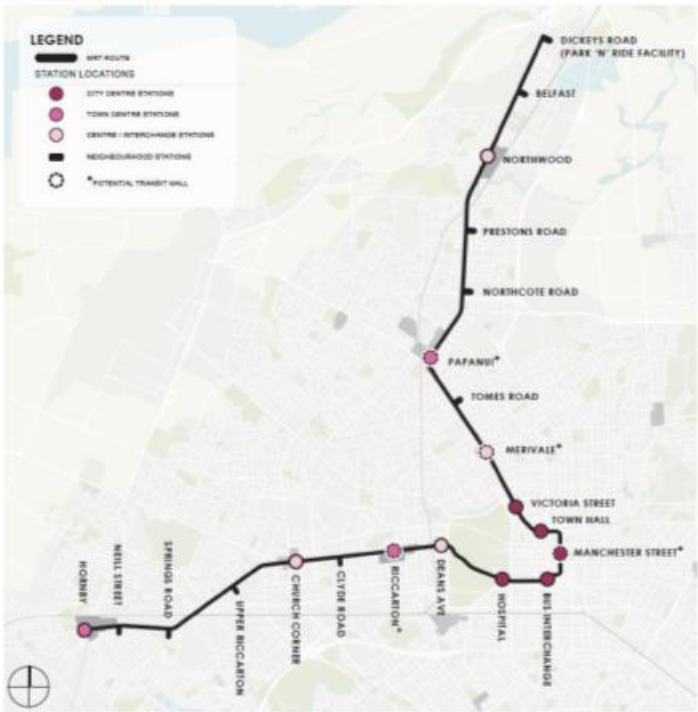 LEGEND
MRT ROUTE
STATION LOCATIONS
CITY CENTRE STATIONS
TOWN CENTRE STATIONS
CENTRE / INTERCHANGE STATIONS
NEIGHBOURHOOD STATIONS
*POTENTIAL TRANSIT MALL
DICKEYS ROAD
(PARK 'N' RIDE FACILITY)
BELFAST
NORTHWOOD
PRESTONS ROAD
NORTHCOTE ROAD
PAPANUI*
TOMES ROAD
MERIVALE*
VICTORIA STREET
TOWN HALL
MANCHESTER STREET*
HORNBY
NEILL STREET
SPRINGS ROAD
UPPER RICCARTON
CHURCH CORNER
CLYDE ROAD
RICCARTON*
DEANS AVE
HOSPITAL
BUS INTERCHANGE